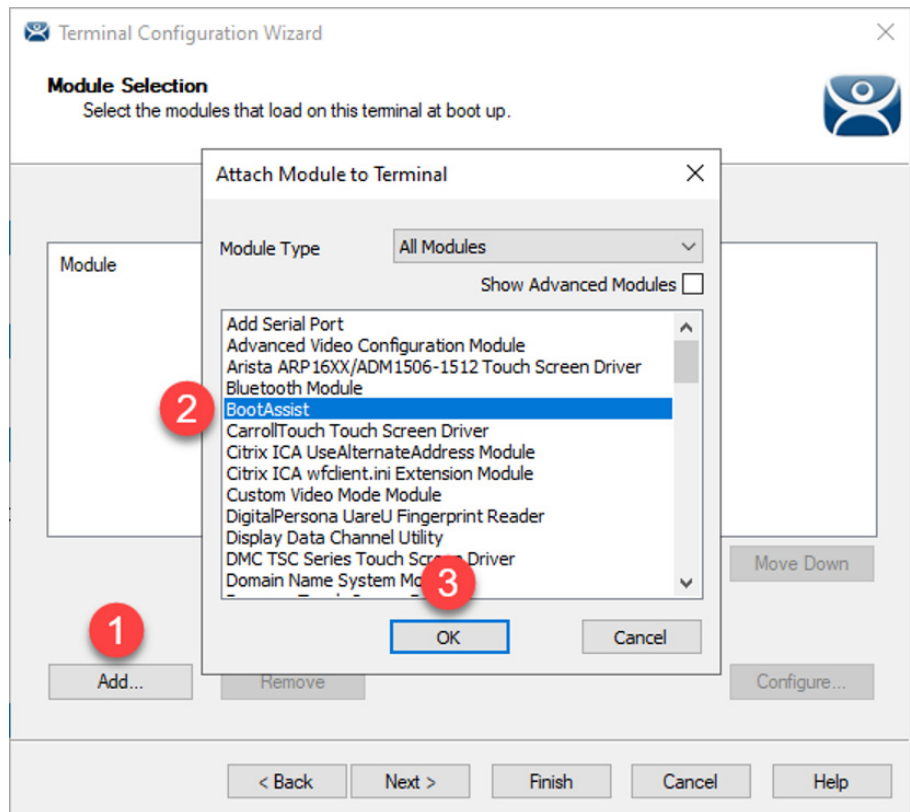 Terminal Configuration Wizard
Module Selection
Select the modules that load on this terminal at boot up.
Attach Module to Terminal
Module Type
All Modules
Show Advanced Modules
Module
Add Serial Port
Advanced Video Configuration Module
Arista ARP16XX/ADM1506-1512 Touch Screen Driver
Bluetooth Module
2
BootAssist
CarrollTouch Touch Screen Driver
Citrix ICA UseAlternateAddress Module
Citrix ICA wfclient.ini Extension Module
Custom Video Mode Module
DigitalPersona UareU Fingerprint Reader
Display Data Channel Utility
DMC TSC Series Touch Screen Driver
Domain Name System
3
Move Down
1
OK
Cancel
Add...
Remove
Configure...
< Back
Next >
Finish
Cancel
Help